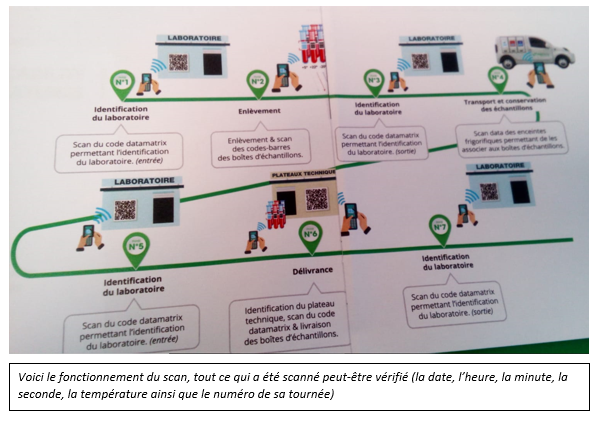 LABORATOIRE
N°1
Identification
du laboratoire
Scan du code datamatrix
permettant l'identification
du laboratoire. (entrée)
N°2
Enlèvement
Enlèvement & scan
des codes-barres
des boîtes d'échantillons.
LABORATOIRE
N°3
Identification
du laboratoire
Scan du code datamatrix
permettant l'identification
du laboratoire. (sortie)
N°4
Transport et conservation
des échantillons
Scan data des enceintes
frigorifiques permettant de les
associer aux boîtes d'échantillons.
LABORATOIRE
N°5
Identification
du laboratoire
Scan du code datamatrix
permettant l'identification
du laboratoire. (entrée)
PLATEAUX TECHNIQUE
N°6
Délivrance
Identification du plateau
technique, scan du code
datamatrix & livraison
des boîtes d'échantillons.
LABORATOIRE
N°7
Identification
du laboratoire
Scan du code datamatrix
permettant l'identification
du laboratoire. (sortie)
Voici le fonctionnement du scan, tout ce qui a été scanné peut-être vérifié (la date, l'heure, la minute, la
seconde, la température ainsi que le numéro de sa tournée)